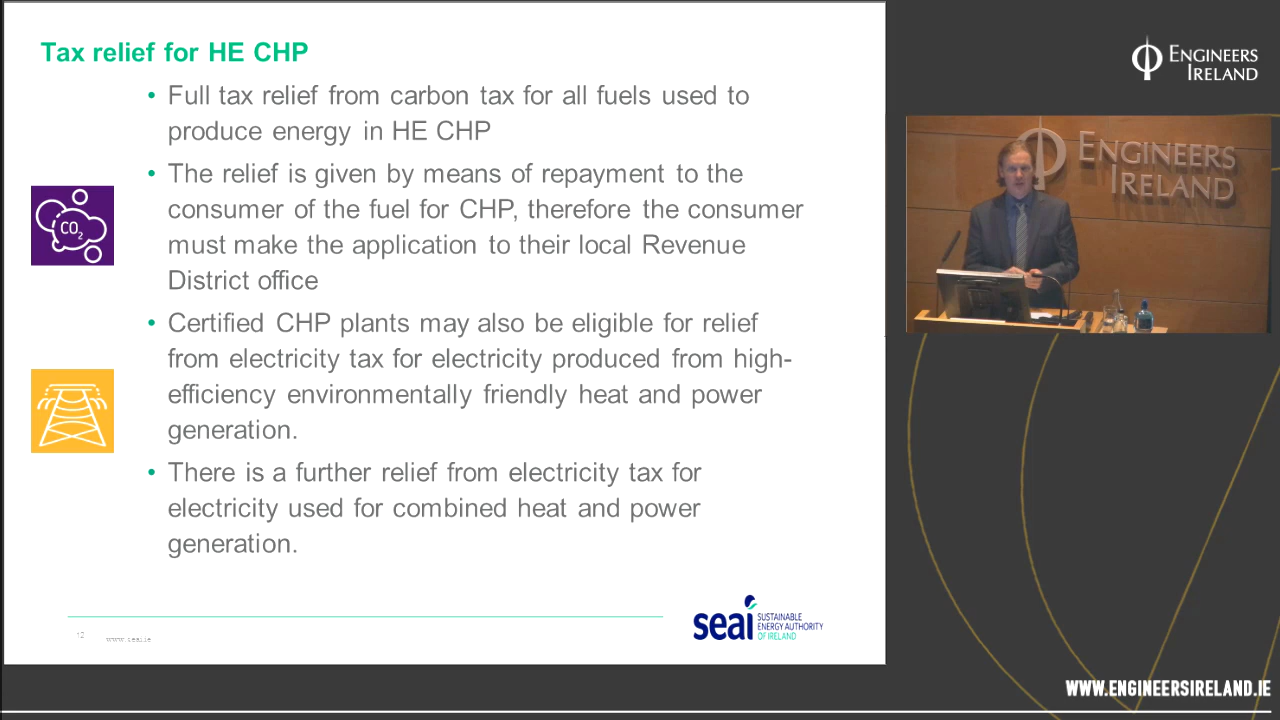 Tax relief for HE CHP
• Full tax relief from carbon tax for all fuels used to
produce energy in HE CHP
• The relief is given by means of repayment to the
consumer of the fuel for CHP, therefore the consumer
must make the application to their local Revenue
District office
CO2
• Certified CHP plants may also be eligible for relief
from electricity tax for electricity produced from high-
efficiency environmentally friendly heat and power
generation.
• There is a further relief from electricity tax for
electricity used for combined heat and power
generation.
12
www.seai.ie
seai SUSTAINABLE
ENERGY AUTHORITY
OF IRELAND
ENGINEERS
IRELAND
ENGINEERS
IRELAND
WWW.ENGINEERSIRELAND.IE